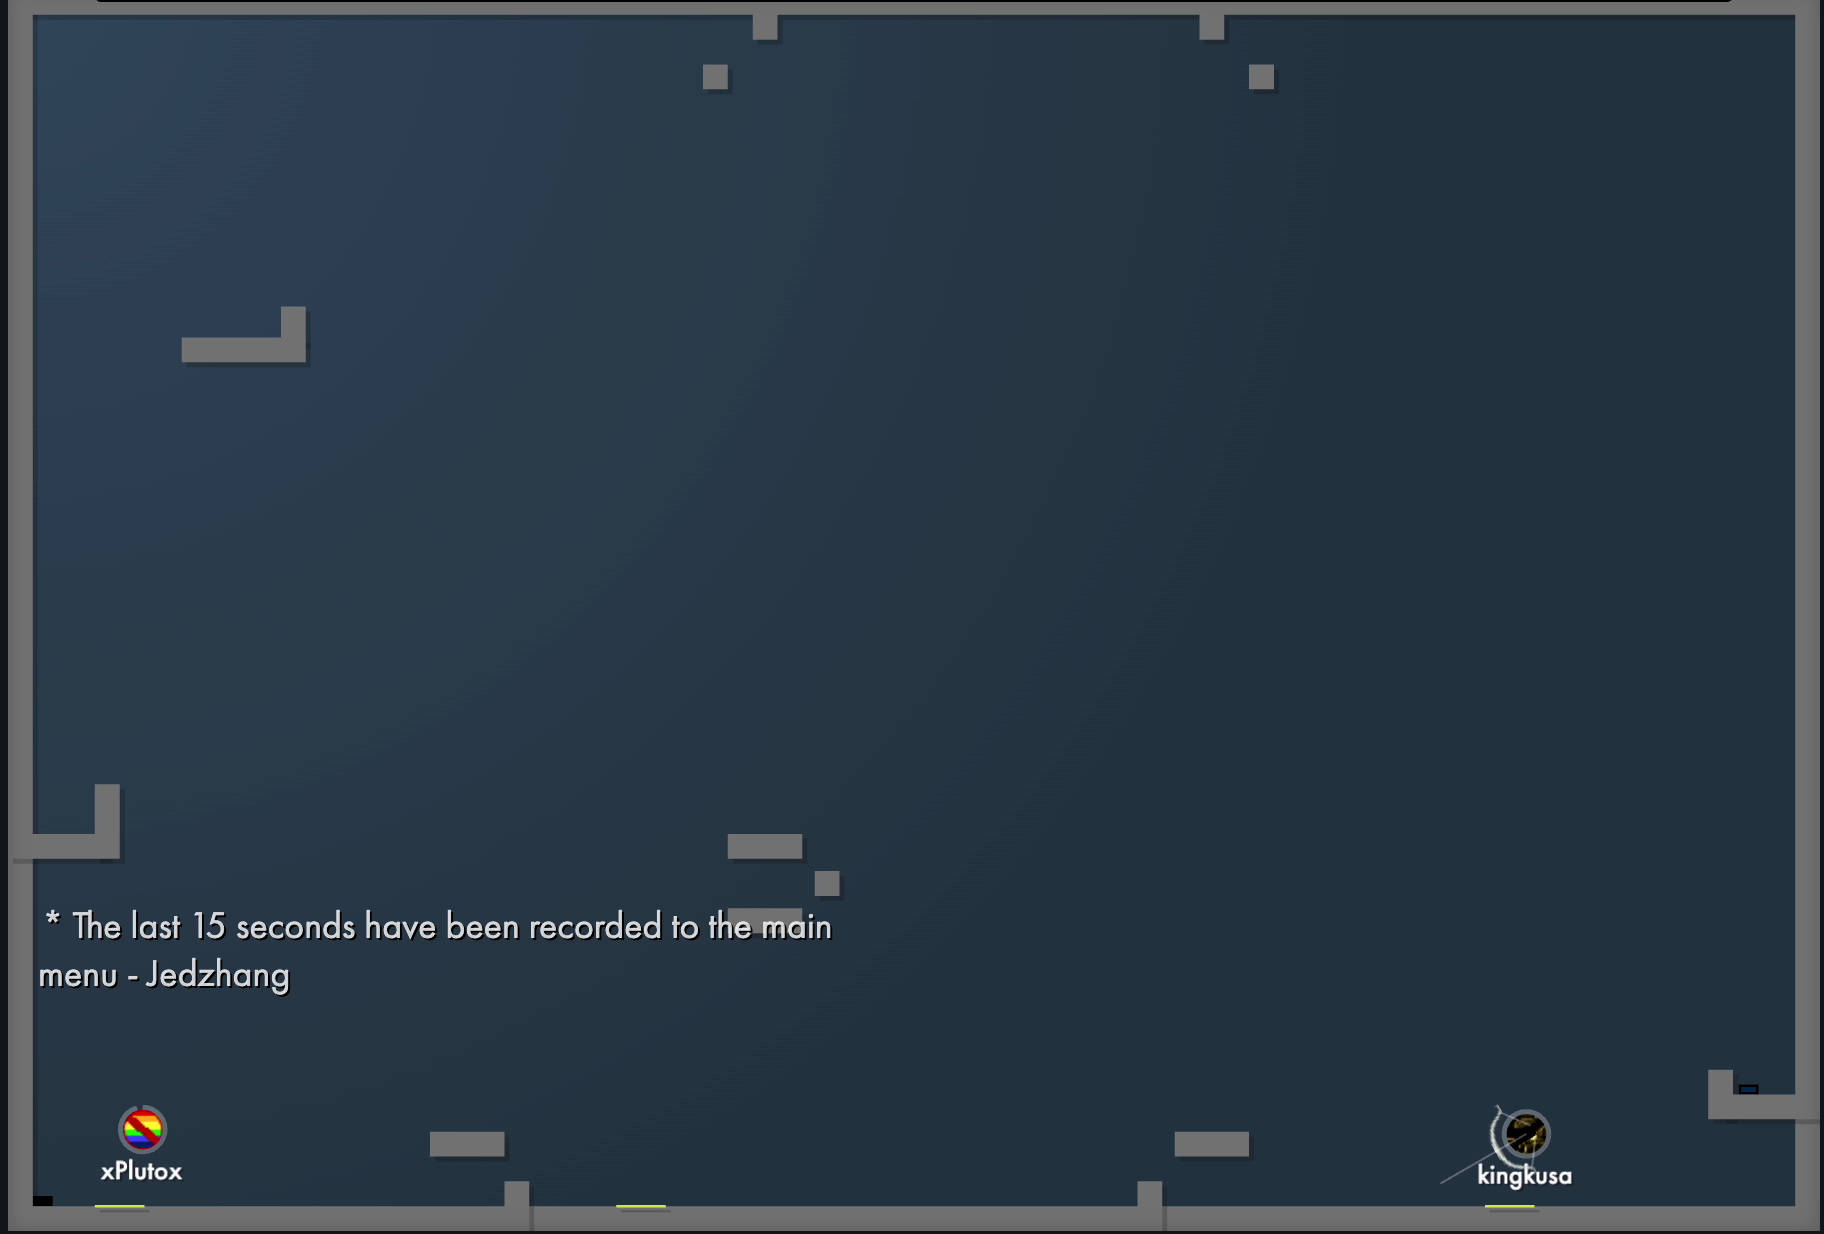 * The last 15 seconds have been recorded to the main
menu - Jedzhang
xPlutox
kingkusa